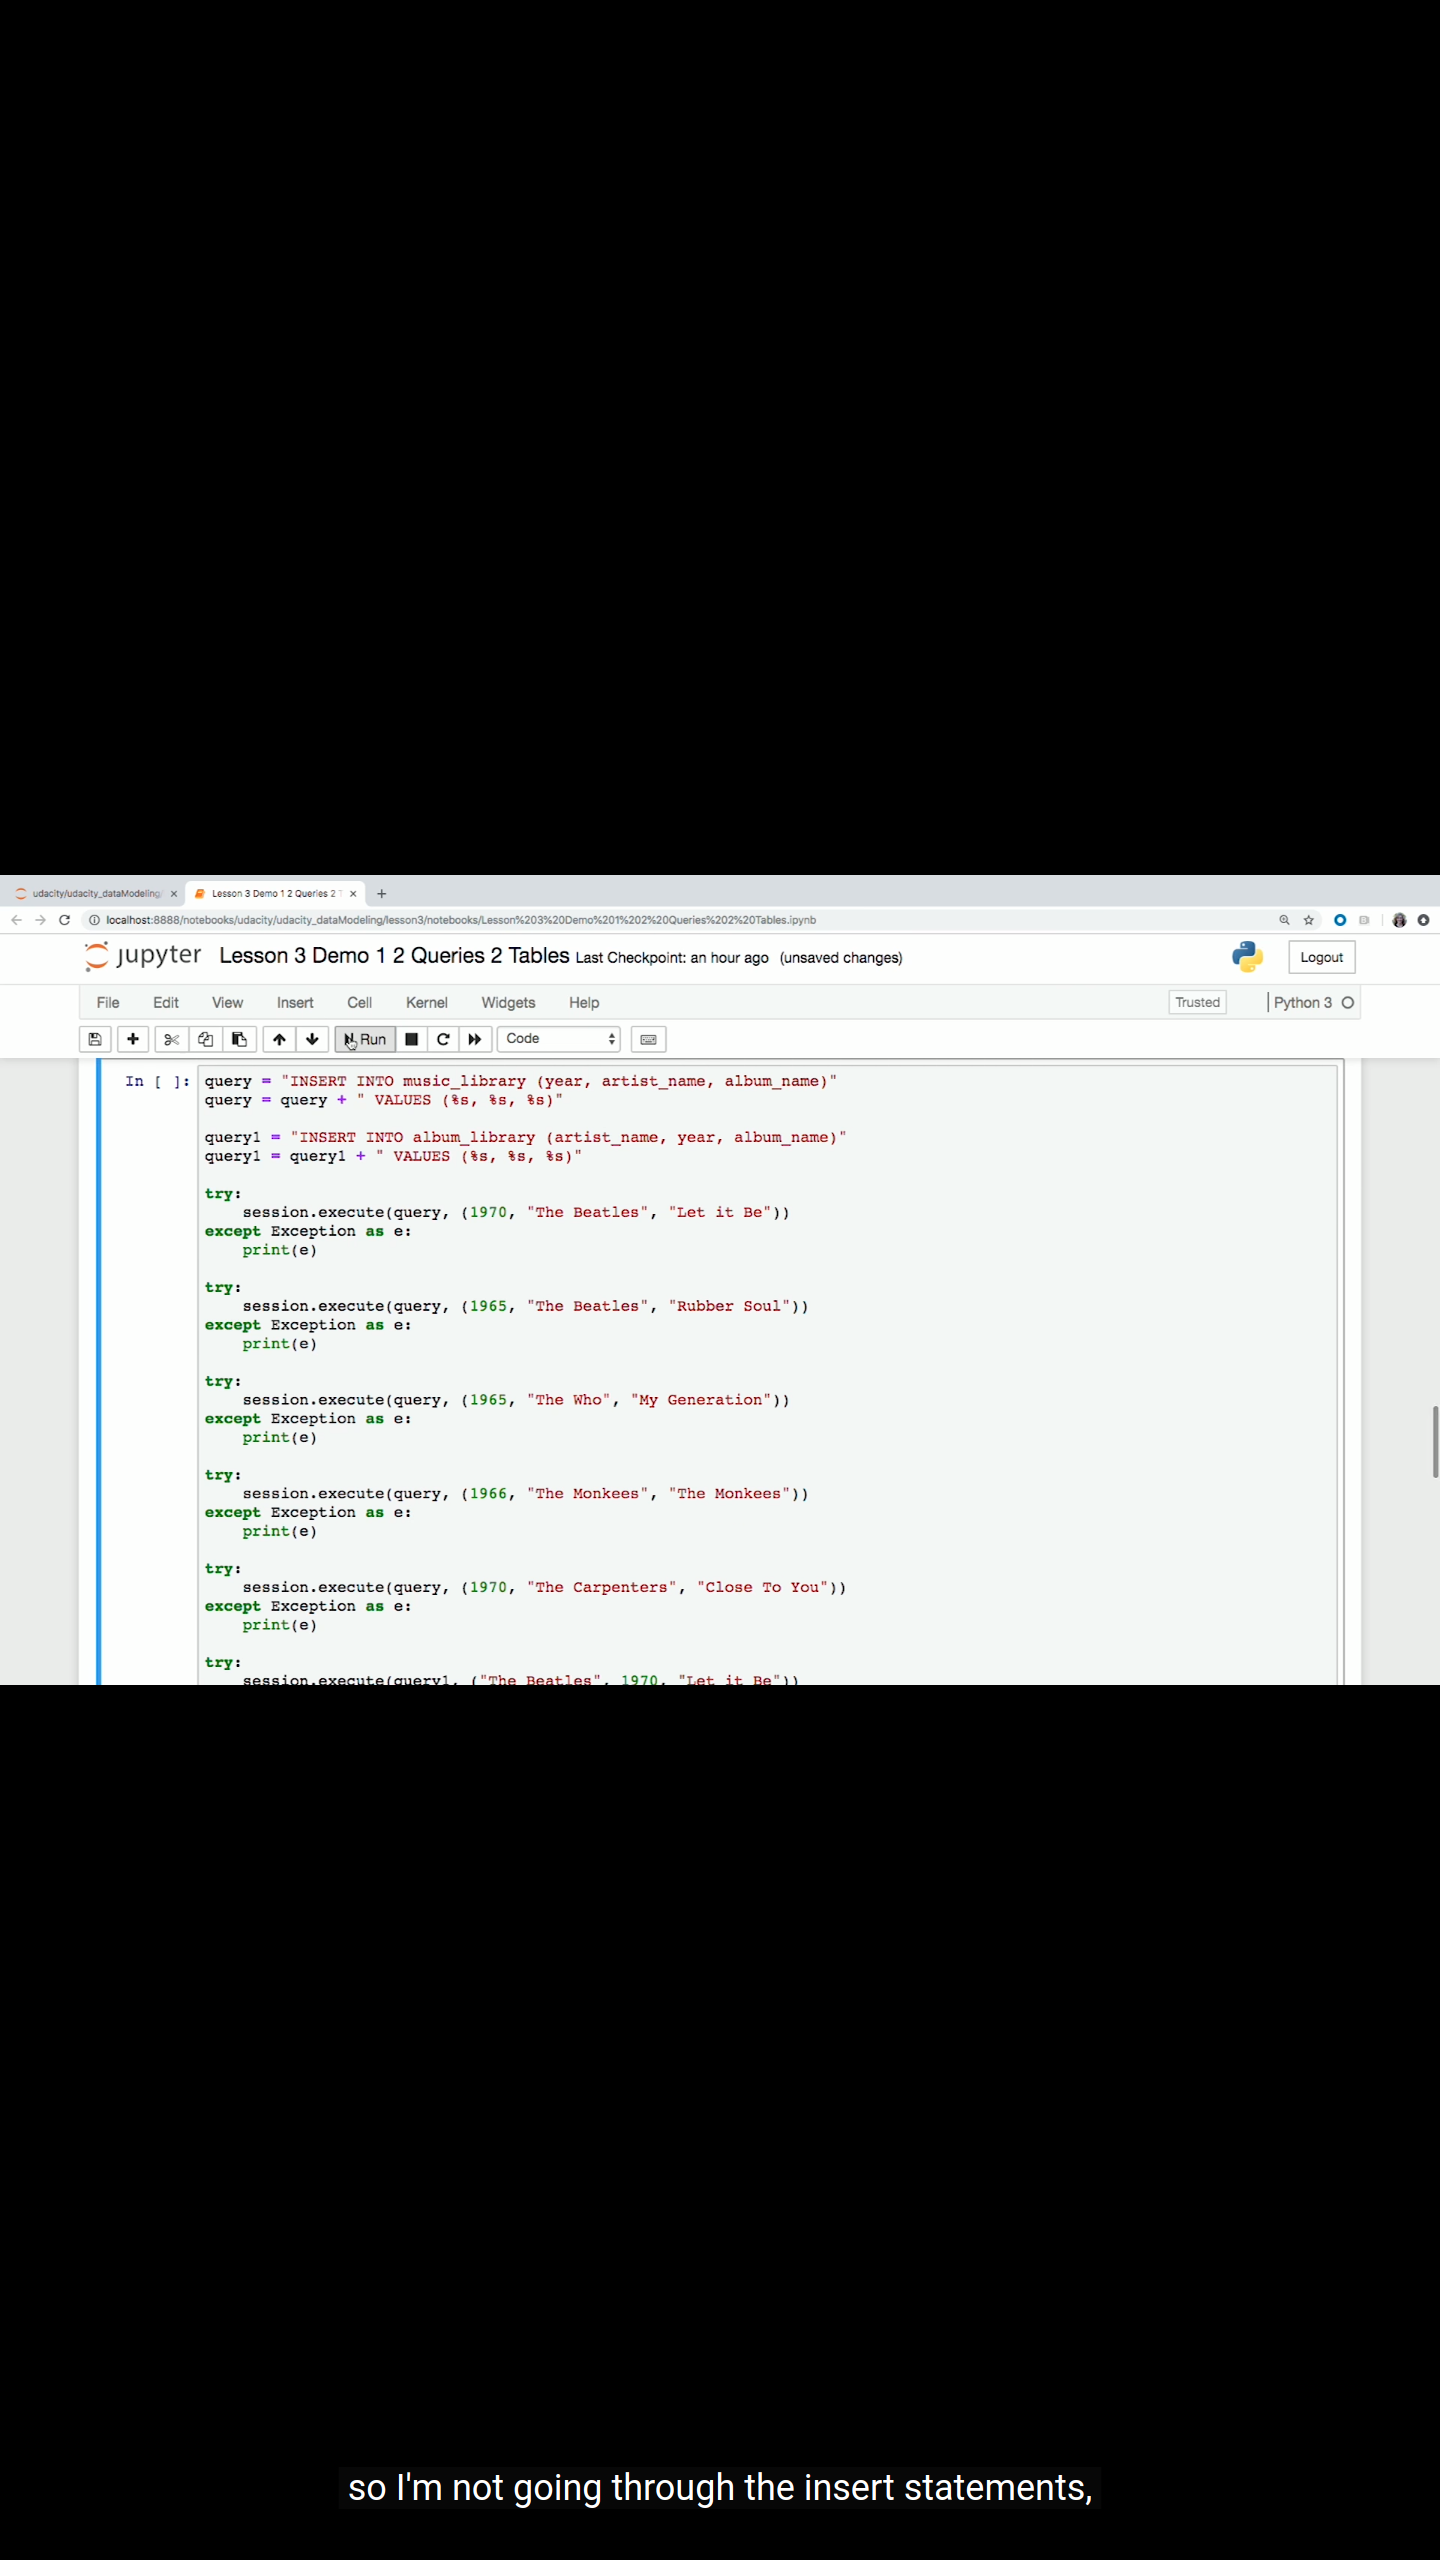 udacity/udacity_dataModeling/
Lesson 3 Demo 1 2 Queries 2 T
localhost:8888/notebooks/udacity/udacity_dataModeling/lesson3/notebooks/Lesson%203%20Demo%201%202%20Queries%202%20Tables.ipynb
jupyter Lesson 3 Demo 1 2 Queries 2 Tables Last Checkpoint: an hour ago (unsaved changes)
Logout
File Edit View Insert Cell Kernel Widgets Help Trusted Python 3
Run Code
In [ ]: query = "INSERT INTO music_library (year, artist_name, album_name)"
query = query + " VALUES (%s, %s, %s)"
query1 = "INSERT INTO album_library (artist_name, year, album_name)"
query1 = query1 + " VALUES (%s, %s, %s)"
try:
session.execute(query, (1970, "The Beatles", "Let it Be"))
except Exception as e:
print(e)
try:
session.execute(query, (1965, "The Beatles", "Rubber Soul"))
except Exception as e:
print(e)
try:
session.execute(query, (1965, "The Who", "My Generation"))
except Exception as e:
print(e)
try:
session.execute(query, (1966, "The Monkees", "The Monkees"))
except Exception as e:
print(e)
try:
session.execute(query, (1970, "The Carpenters", "Close To You"))
except Exception as e:
print(e)
try:
session.execute(query1, ("The Beatles", 1970, "Let it Be"))
so I'm not going through the insert statements,